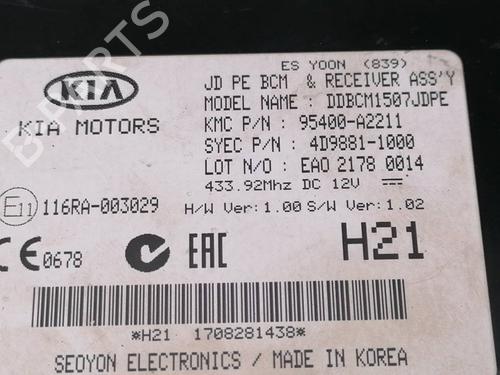 ES YOON (839)
KIA
KIA MOTORS
JD PE BCM & RECEIVER ASS'Y
MODEL NAME : DDBCM1507JDPE
KMC P/N : 95400-A2211
SYEC P/N : 4D9881-1000
LOT N/O : EAO 2178 0014
433.92Mhz DC 12V
E11 116RA-003029
H/W Ver: 1.00 S/W Ver: 1.02
CE 0678
EAC
H21
*H21 1708281438*
SEOYON ELECTRONICS / MADE IN KOREA